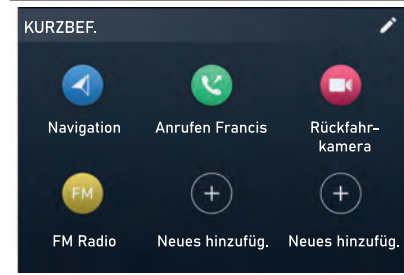 KURZBEF.
Navigation
Anrufen Francis
Rückfahr-
kamera
FM
FM Radio
Neues hinzufüg.
Neues hinzufüg.